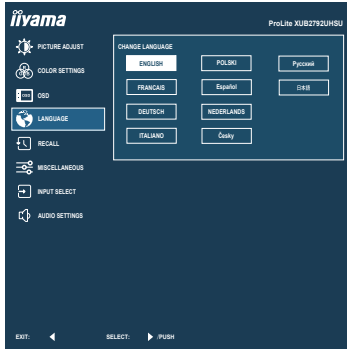 iiyama
ProLite XUB2792UHSU
PICTURE ADJUST
COLOR SETTINGS
OSD
OSD
LANGUAGE
RECALL
MISCELLANEOUS
INPUT SELECT
AUDIO SETTINGS
CHANGE LANGUAGE
ENGLISH POLSKI Русский
FRANCAIS Español 日本語
DEUTSCH NEDERLANDS
ITALIANO Česky
EXIT: SELECT: /PUSH